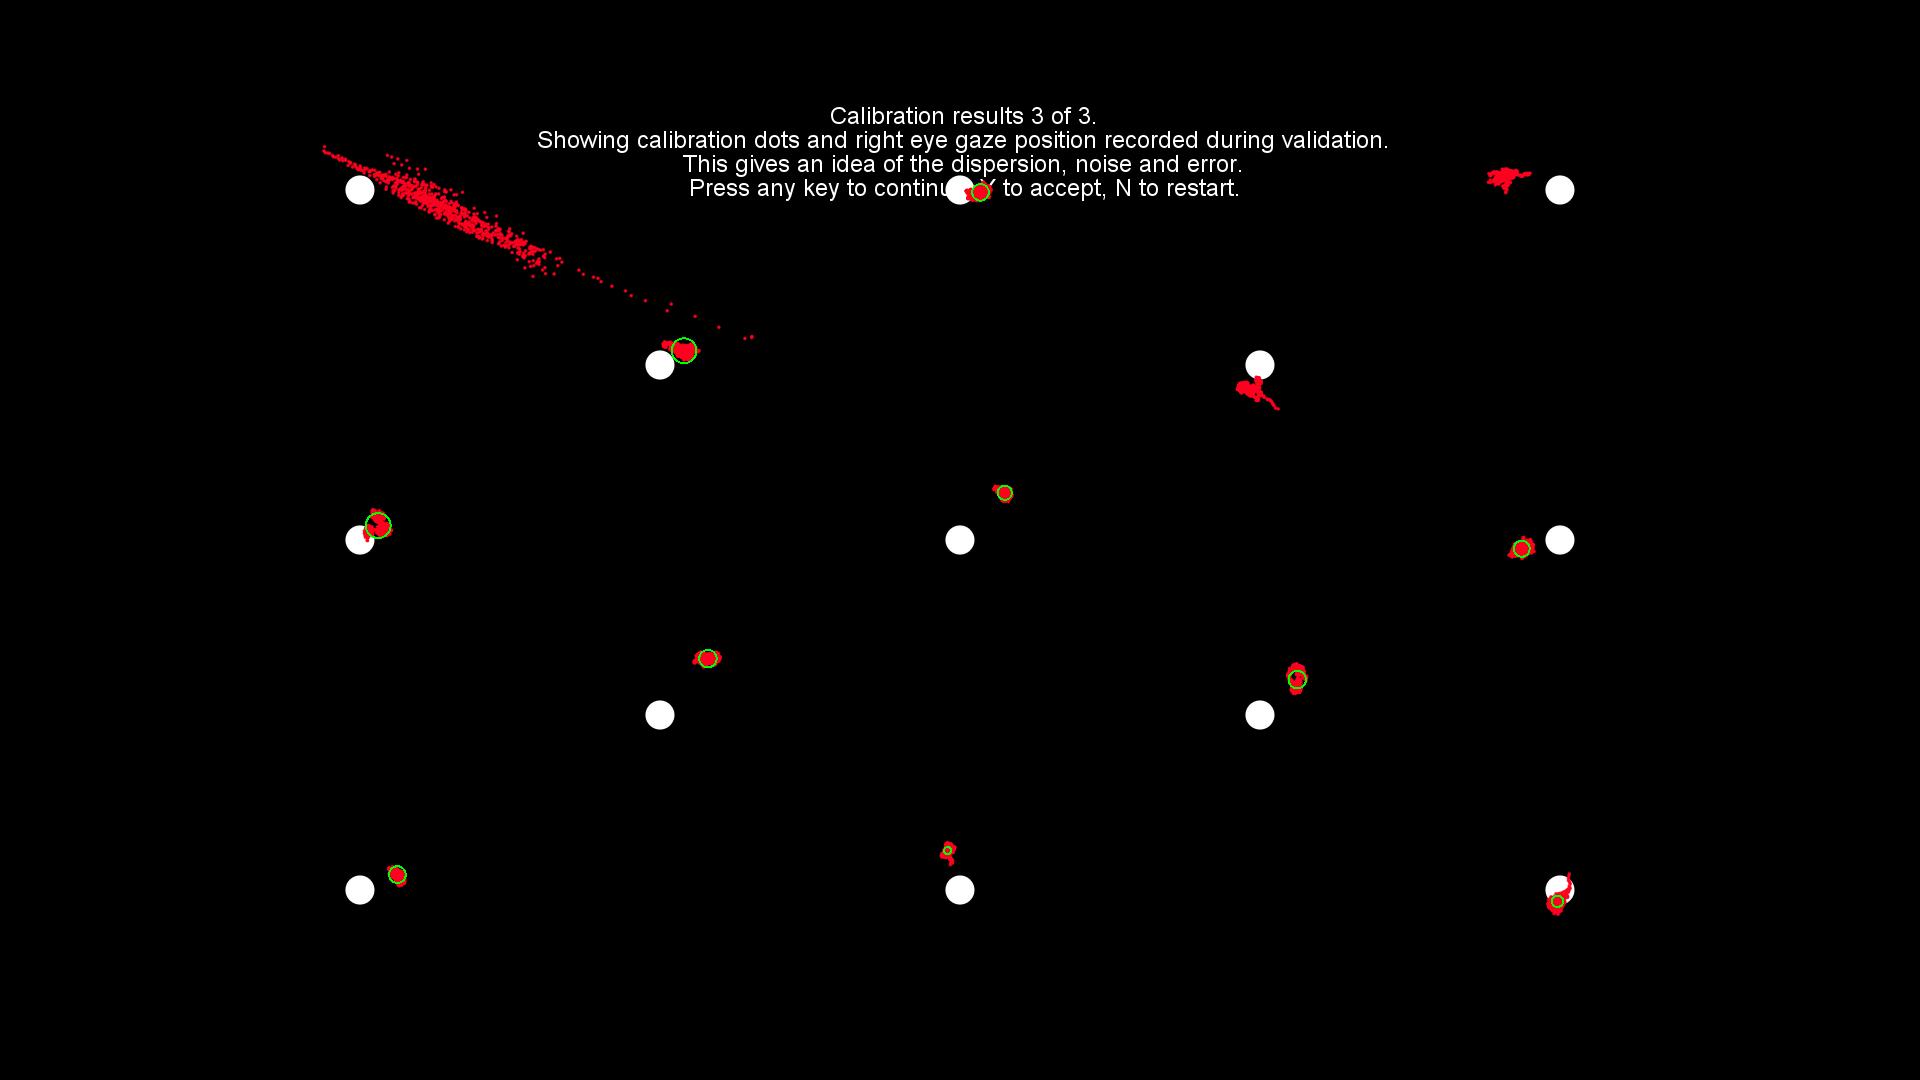 Calibration results 3 of 3.
Showing calibration dots and right eye gaze position recorded during validation.
This gives an idea of the dispersion, noise and error.
Press any key to continu Y to accept, N to restart.